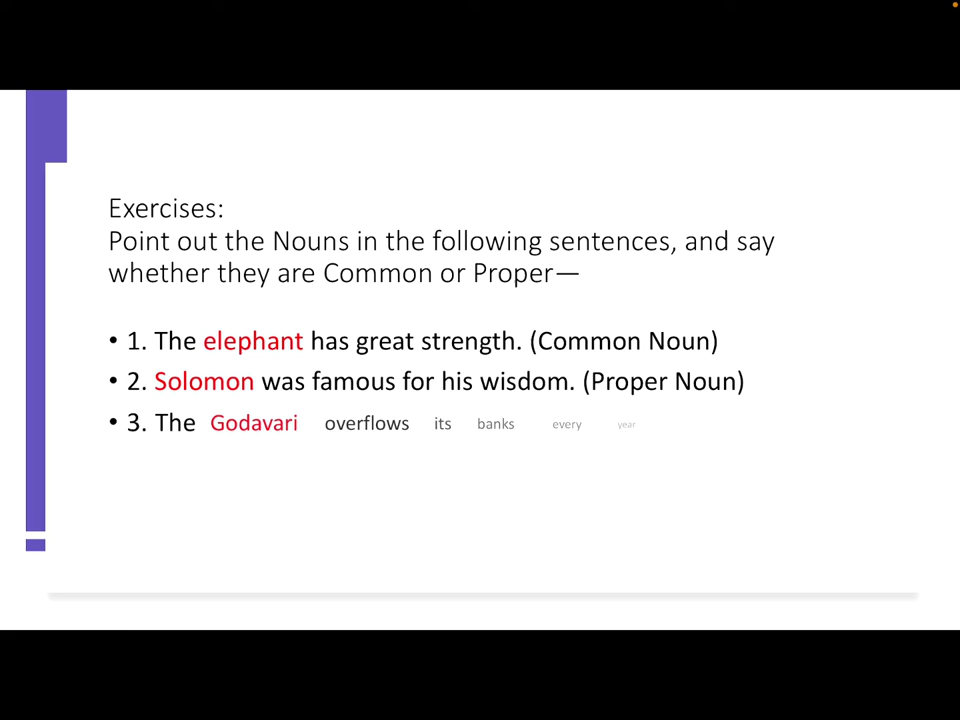 Exercises:
Point out the Nouns in the following sentences, and say
whether they are Common or Proper—
• 1. The elephant has great strength. (Common Noun)
• 2. Solomon was famous for his wisdom. (Proper Noun)
• 3. The Godavari overflows its banks every year